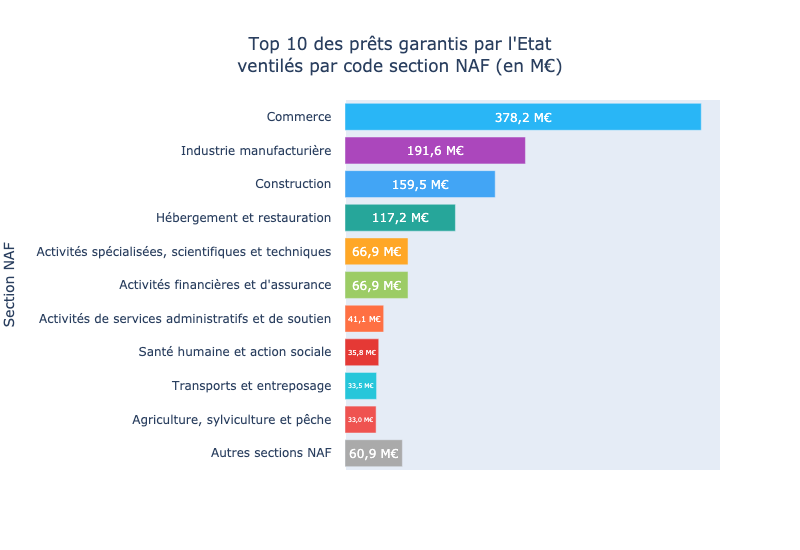 Top 10 des prêts garantis par l'Etat
ventilés par code section NAF (en M€)
Section NAF
Commerce 378,2 M€
Industrie manufacturière 191,6 M€
Construction 159,5 M€
Hébergement et restauration 117,2 M€
Activités spécialisées, scientifiques et techniques 66,9 M€
Activités financières et d'assurance 66,9 M€
Activités de services administratifs et de soutien 41,1 M€
Santé humaine et action sociale 35,8 M€
Transports et entreposage 33,5 M€
Agriculture, sylviculture et pêche 33,0 M€
Autres sections NAF 60,9 M€